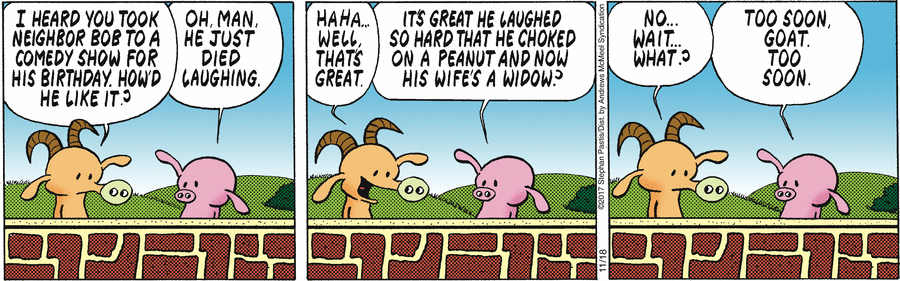 I HEARD YOU TOOK
NEIGHBOR BOB TO A
COMEDY SHOW FOR
HIS BIRTHDAY. HOW'D
HE LIKE IT?
OH, MAN,
HE JUST
DIED
LAUGHING.
HAHA...
WELL,
THAT'S
GREAT.
IT'S GREAT HE LAUGHED
SO HARD THAT HE CHOKED
ON A PEANUT AND NOW
HIS WIFE'S A WIDOW?
©2017 Stephan Pastis/Dist. by Andrews McMeel Syndication
11/18
NO...
WAIT...
WHAT?
TOO SOON,
GOAT.
TOO
SOON.